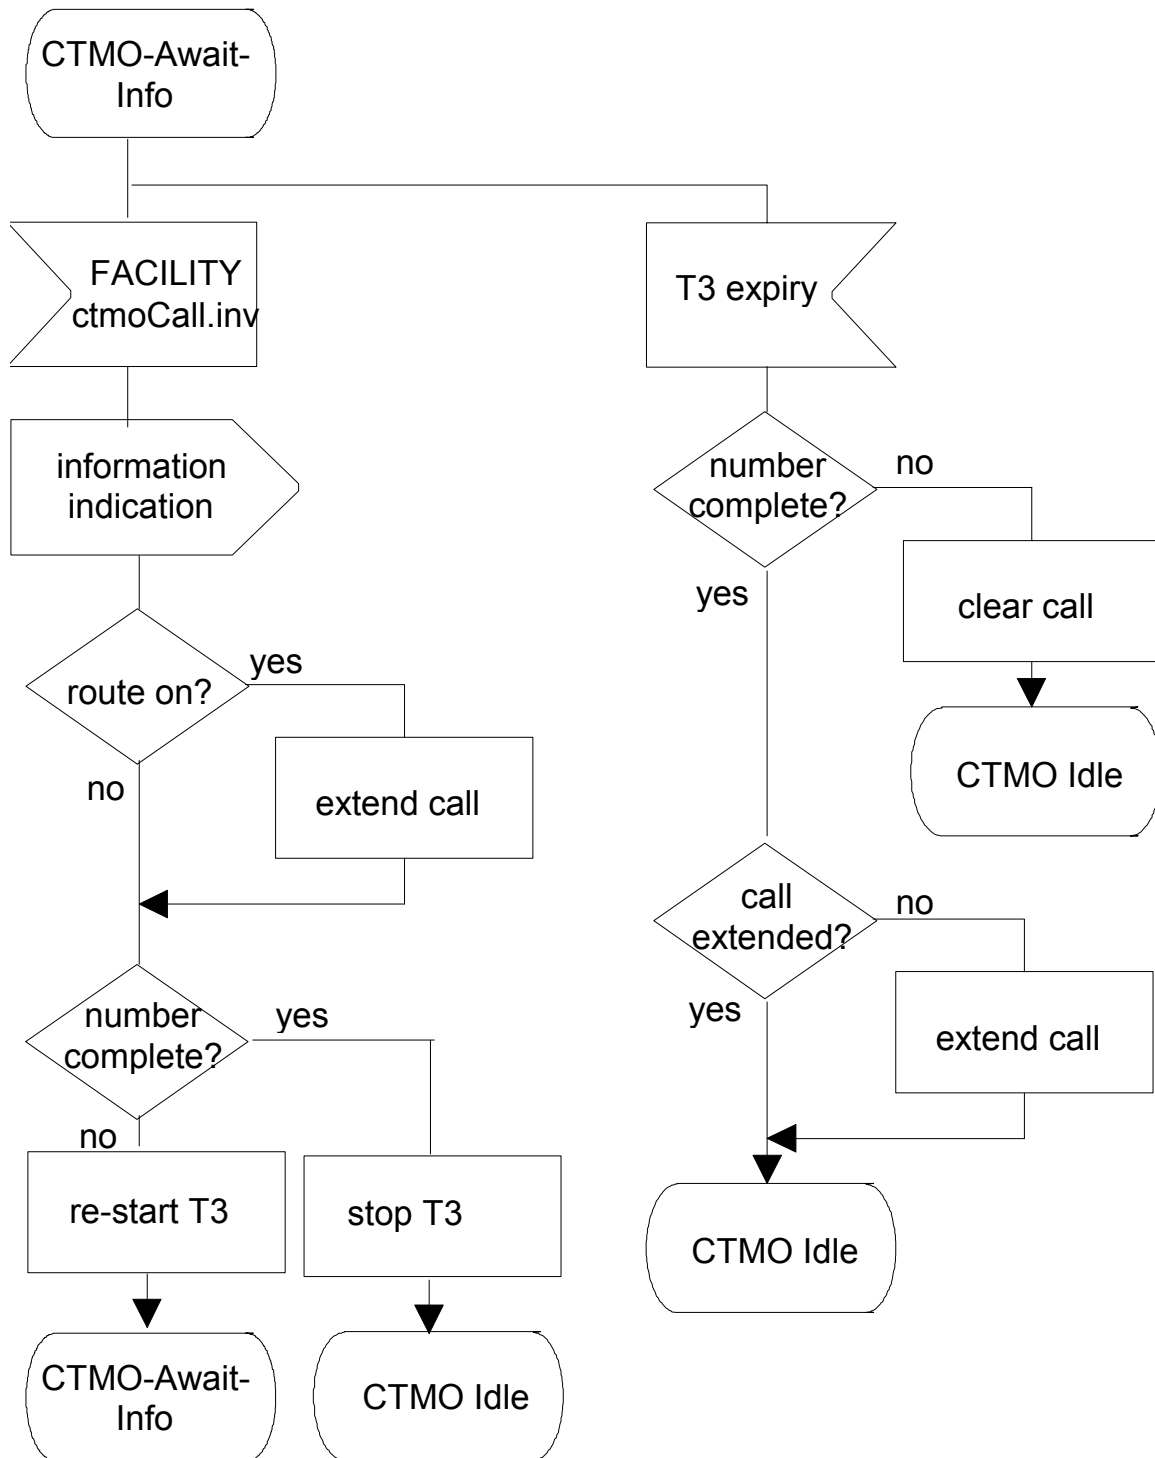 CTMO-Await-
Info
FACILITY
ctmoCall.inv
T3 expiry
information
indication
number
complete?
no
yes
clear call
route on?
yes
no
extend call
CTMO Idle
call
extended?
no
yes
extend call
number
complete?
yes
no
re-start T3
stop T3
CTMO Idle
CTMO-Await-
Info
CTMO Idle